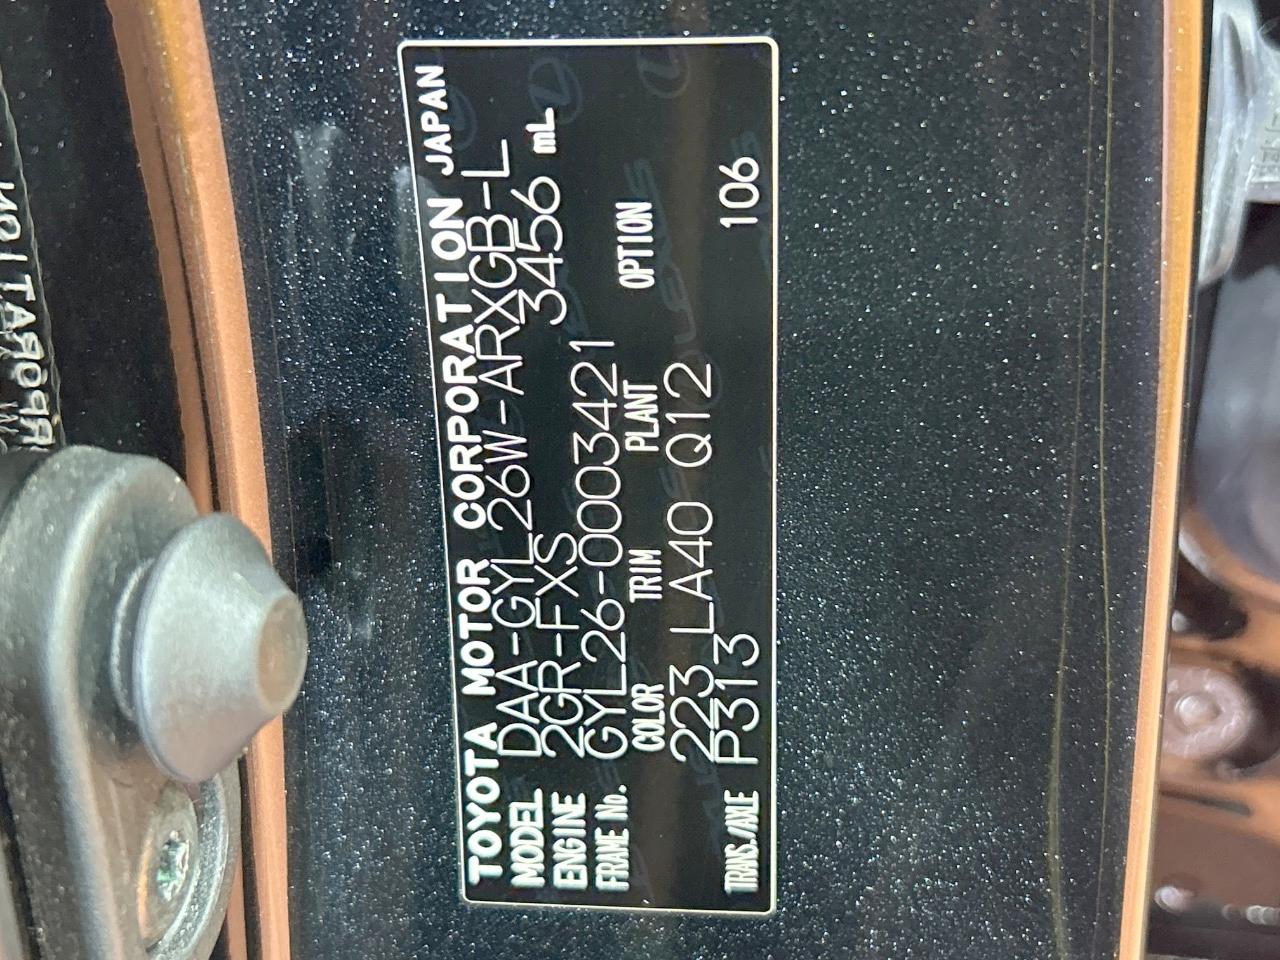 TOYOTA MOTOR CORPORATION JAPAN
MODEL DAA-GYL26W-ARXGB-L
ENGINE 2GR-FXS 3456 mL
FRAME No. GYL26-0003421
COLOR TRIM PLANT OPTION
223 LA40 Q12
TRANS./AXLE P313 106